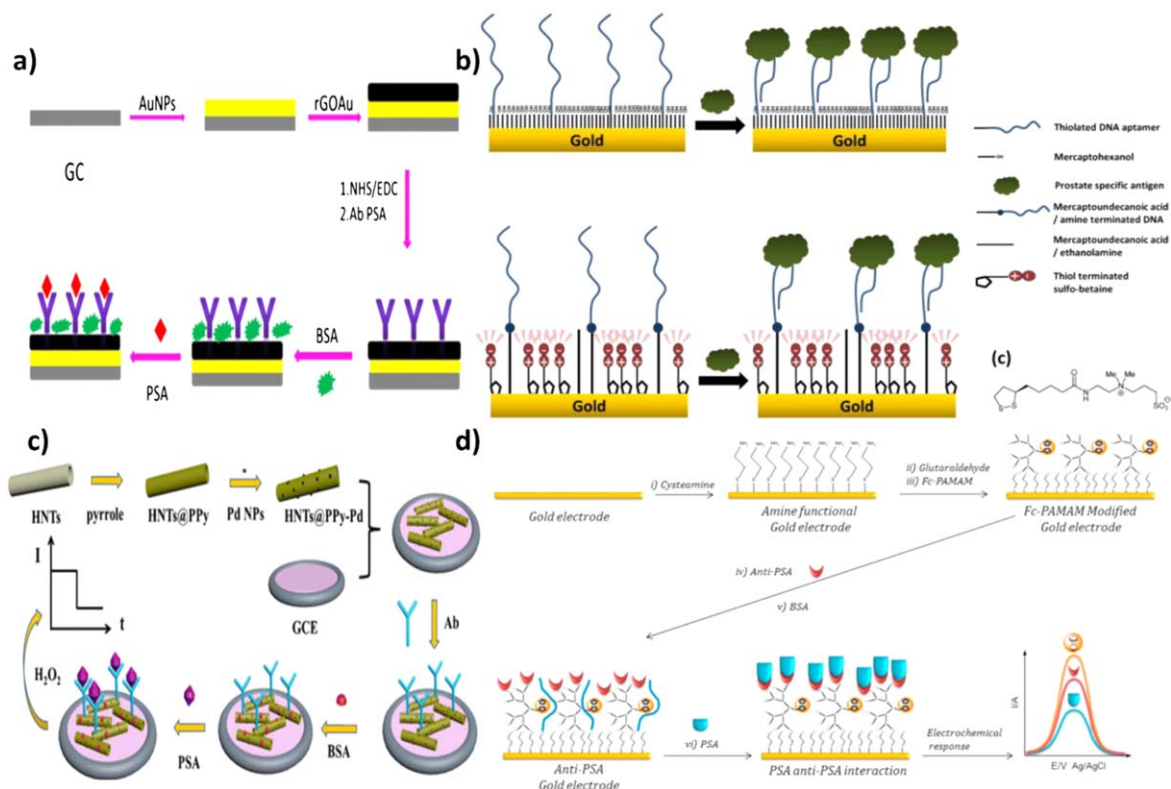 a)
AuNPs
rGOAu
GC
1.NHS/EDC
2. Ab PSA
BSA
PSA
b)
Gold
Gold
Gold
Gold
Thiolated DNA aptamer
OH
Mercaptohexanol
Prostate specific antigen
Mercaptoundecanoic acid
/ amine terminated DNA
Mercaptoundecanoic acid
/ ethanolamine
Thiol terminated
sulfo-betaine
(c)
O
Me
Me
N
⊕
N
H
SO₃
⊖
S-S
c)
HNTs
pyrrole
HNTs@PPy
Pd NPs
HNTs@PPy-Pd
GCE
Ab
I
t
H₂O₂
PSA
BSA
d)
Gold electrode
i) Cysteamine
Amine functional
Gold electrode
ii) Glutaraldehyde
iii) Fc-PAMAM
Fc-PAMAM Modified
Gold electrode
iv) Anti-PSA
v) BSA
Anti-PSA
Gold electrode
vi) PSA
PSA anti-PSA interaction
Electrochemical
response
I/A
E/V Ag/AgCl